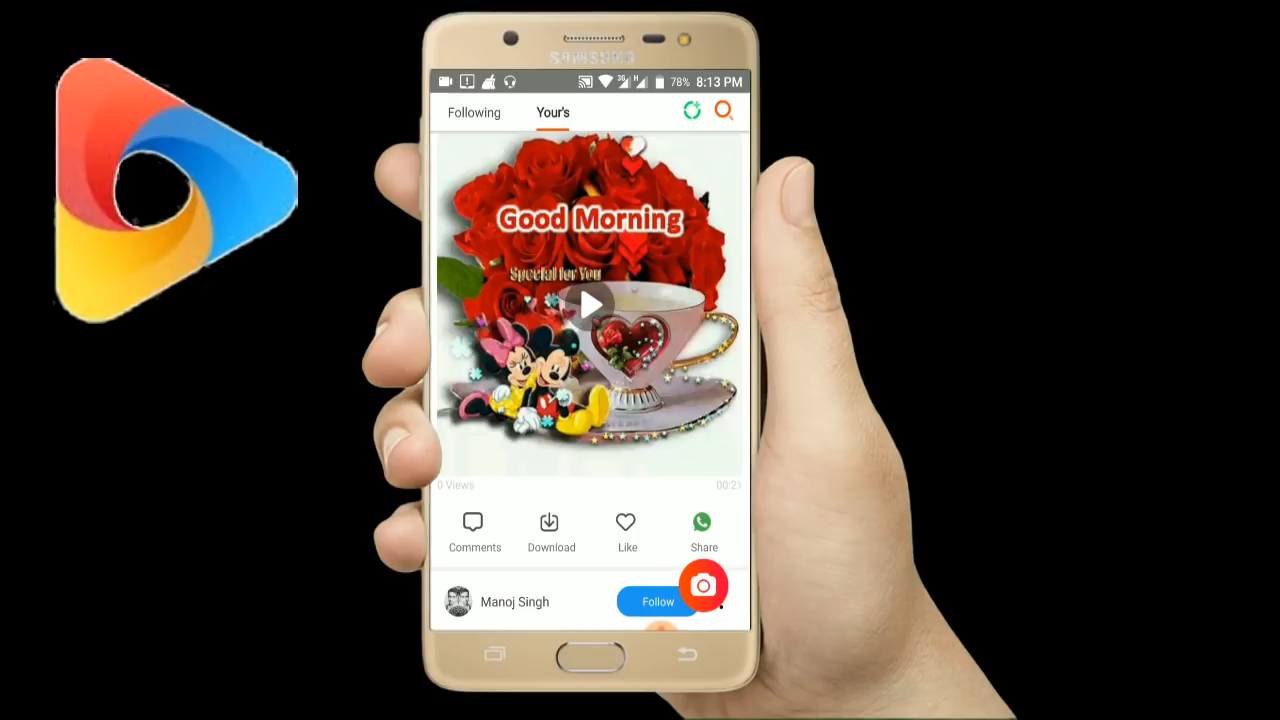 SAMSUNG
3G H 78% 8:13 PM
Following Your's
Good Morning
Special for You
0 Views 00:21
Comments Download Like Share
Manoj Singh Follow